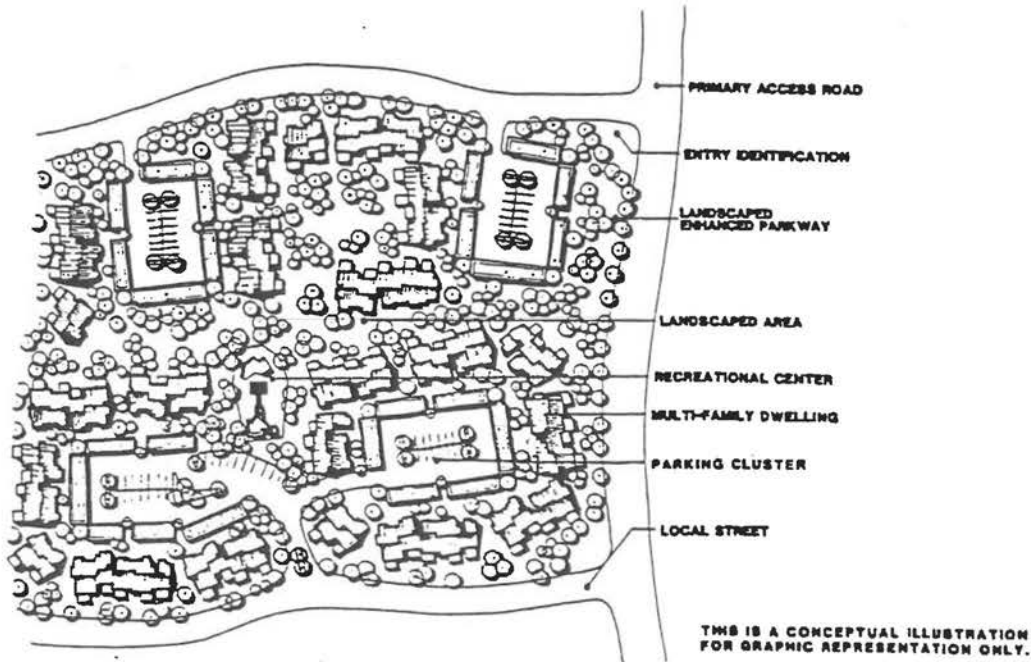 PRIMARY ACCESS ROAD
ENTRY IDENTIFICATION
LANDSCAPED
ENHANCED PARKWAY
LANDSCAPED AREA
RECREATIONAL CENTER
MULTI-FAMILY DWELLING
PARKING CLUSTER
LOCAL STREET
THIS IS A CONCEPTUAL ILLUSTRATION
FOR GRAPHIC REPRESENTATION ONLY.